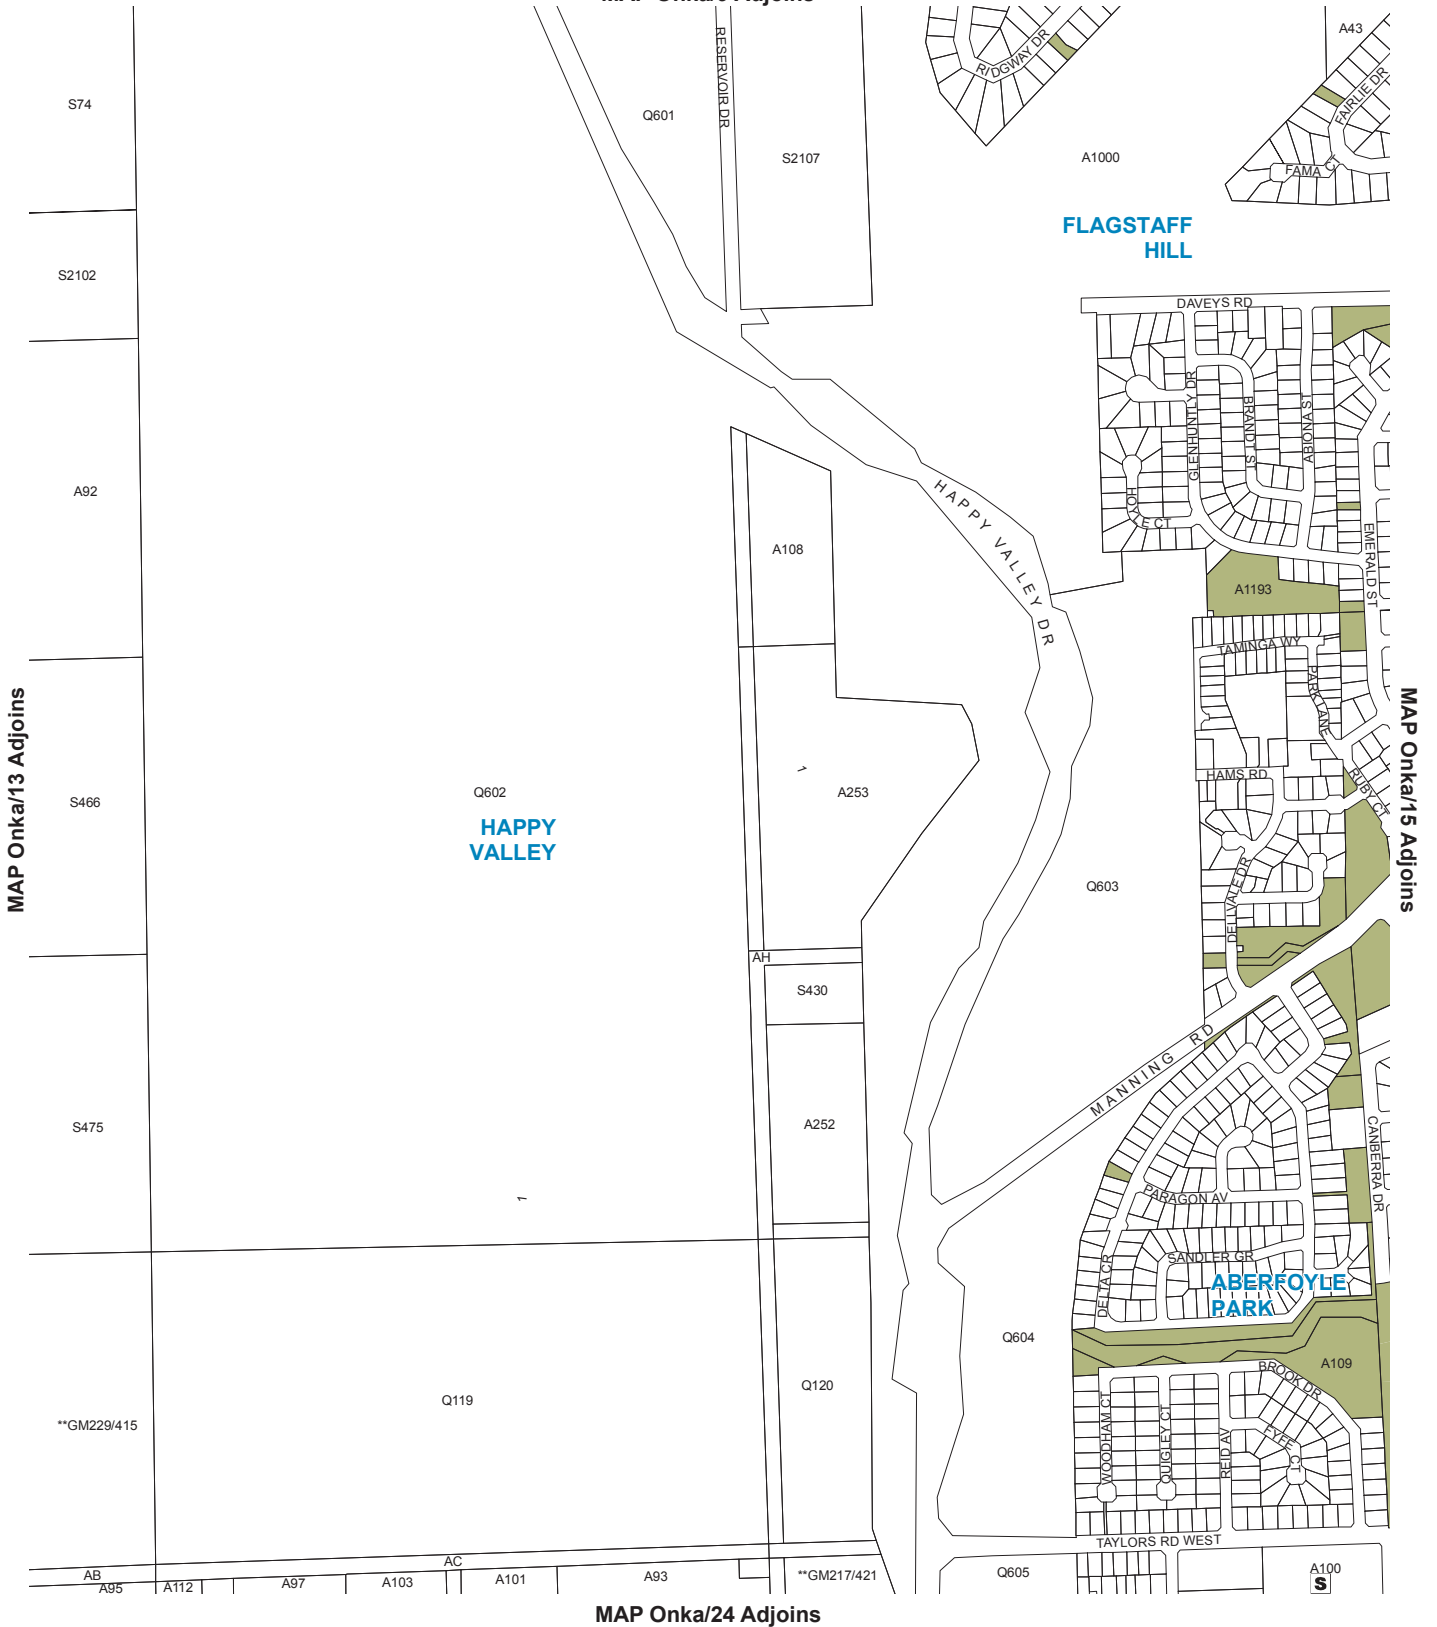 RESERVOIR DR
RIDGWAY DR
A43
S74
Q601
FAIRLIE DR
S2107
A1000
FAMA CT
FLAGSTAFF
HILL
S2102
DAVEYS RD
GLENHUNTLY DR
BRANDT ST
ABIONA ST
A92
HAPPY VALLEY DR
HOYLE CT
A108
EMERALD ST
A1193
TAMINGA WY
PARK LANE
MAP Onka/13 Adjoins
MAP Onka/15 Adjoins
1
HAMS RD
RUBY CT
S466
Q602
A253
HAPPY
VALLEY
Q603
DELLVALE DR
AH
S430
MANNING RD
S475
A252
CANBERRA DR
1
PARAGON AV
SANDLER GR
DELTA CR
ABERFOYLE
PARK
Q604
A109
BROOK DR
Q120
Q119
**GM229/415
WOODHAM CT
QUIGLEY CT
REID AV
FYFE CT
TAYLORS RD WEST
AC
AB
A95
A112
A97
A103
A101
A93
**GM217/421
Q605
A100
S
MAP Onka/24 Adjoins